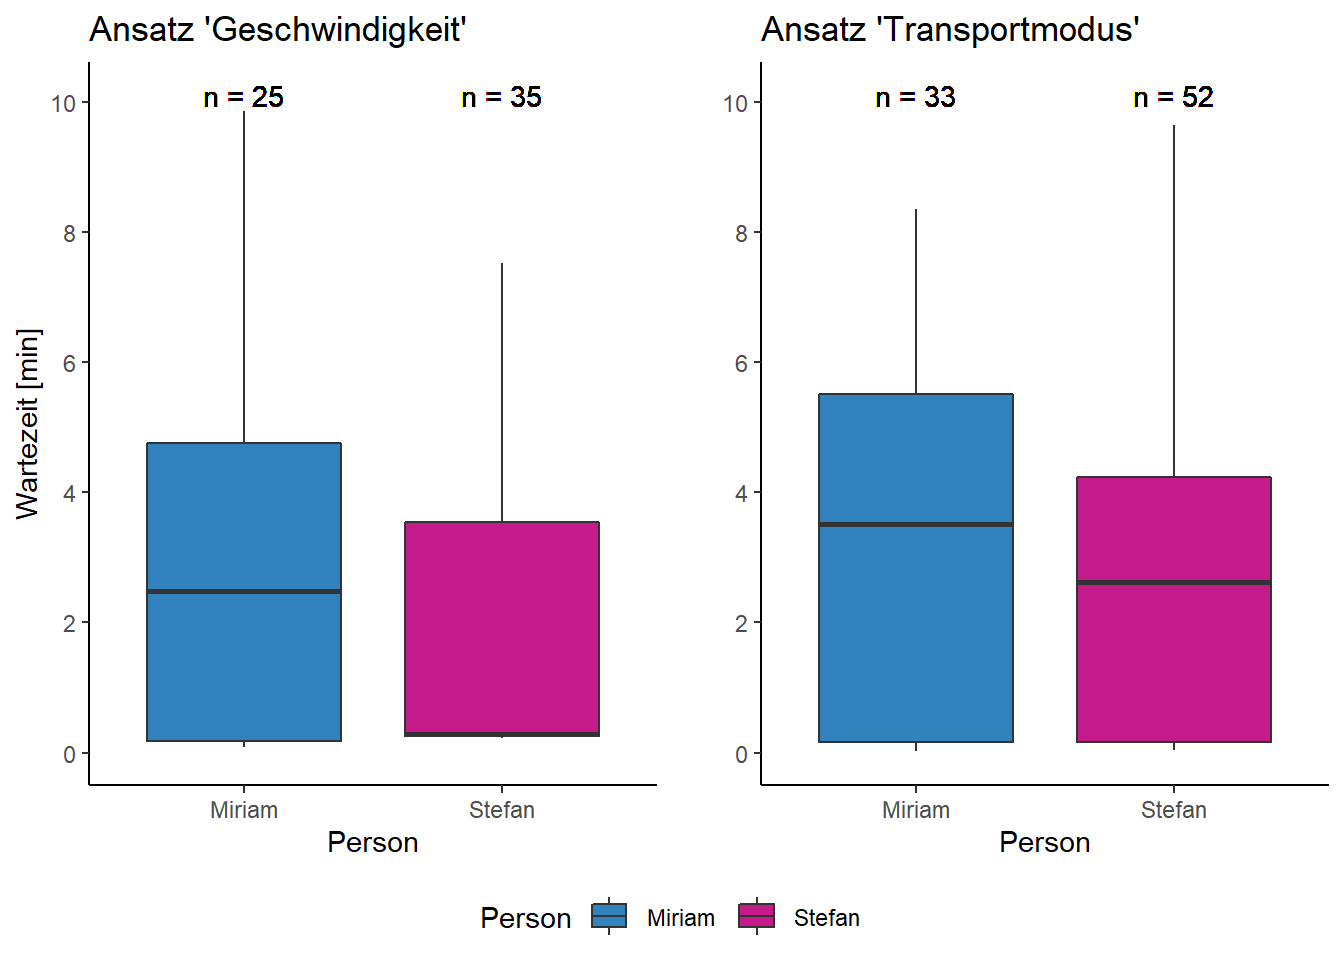 Ansatz 'Geschwindigkeit'
n = 25
n = 35
10
8
6
4
2
0
Wartezeit [min]
Miriam
Stefan
Person
Ansatz 'Transportmodus'
n = 33
n = 52
10
8
6
4
2
0
Miriam
Stefan
Person
Person Miriam Stefan